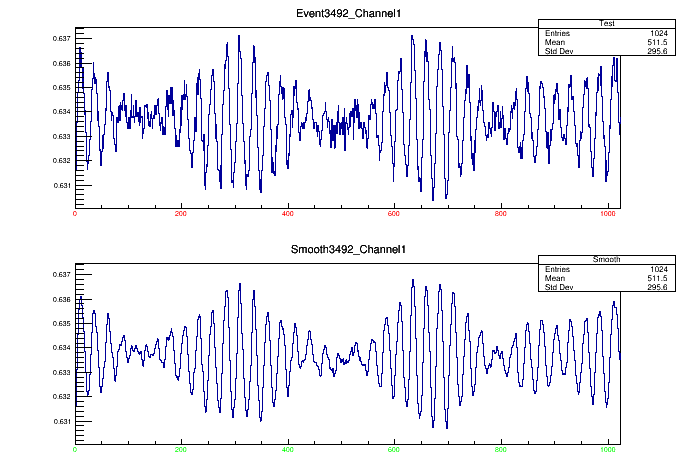 Event3492_Channel1
Test
Entries 1024
Mean 511.5
Std Dev 295.6
0.637
0.636
0.635
0.634
0.633
0.632
0.631
0 200 400 600 800 1000
Smooth3492_Channel1
Smooth
Entries 1024
Mean 511.5
Std Dev 295.6
0.637
0.636
0.635
0.634
0.633
0.632
0.631
0 200 400 600 800 1000